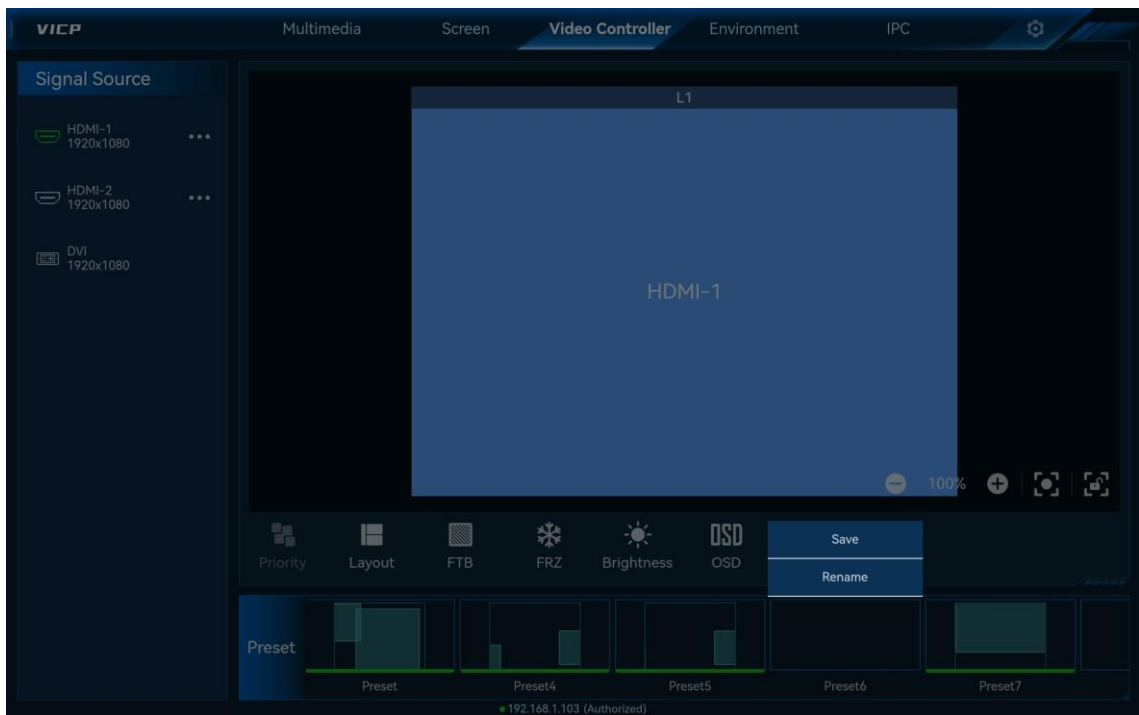 VICP
Multimedia
Screen
Video Controller
Environment
IPC
Signal Source
HDMI-1
1920x1080
HDMI-2
1920x1080
DVI
1920x1080
L1
HDMI-1
100%
Priority
Layout
FTB
FRZ
Brightness
OSD
OSD
Save
Rename
Preset
Preset
Preset4
Preset5
Preset6
Preset7
192.168.1.103 (Authorized)